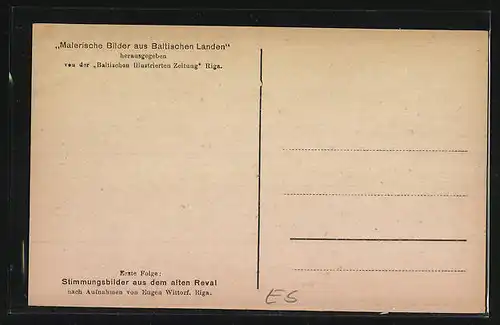 „Malerische Bilder aus Baltischen Landen“
herausgegeben
von der „Baltischen Illustrierten Zeitung“ Riga.
Erste Folge:
Stimmungsbilder aus dem alten Reval
nach Aufnahmen von Eugen Wittorf, Riga.
ES